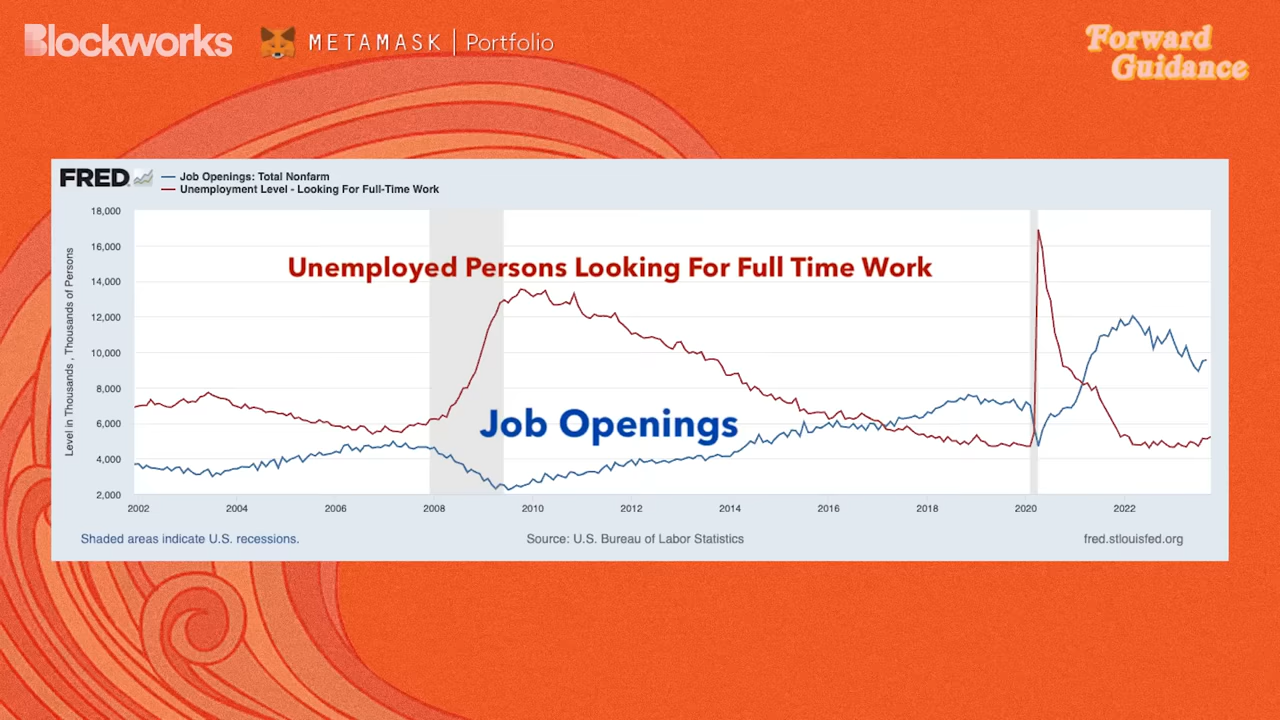 Blockworks
METAMASK | Portfolio
Forward
Guidance
FRED
Job Openings: Total Nonfarm
Unemployment Level - Looking For Full-Time Work
Level in Thousands , Thousands of Persons
18,000
16,000
14,000
12,000
10,000
8,000
6,000
4,000
2,000
Unemployed Persons Looking For Full Time Work
Job Openings
2002 2004 2006 2008 2010 2012 2014 2016 2018 2020 2022
Shaded areas indicate U.S. recessions.
Source: U.S. Bureau of Labor Statistics
fred.stlouisfed.org